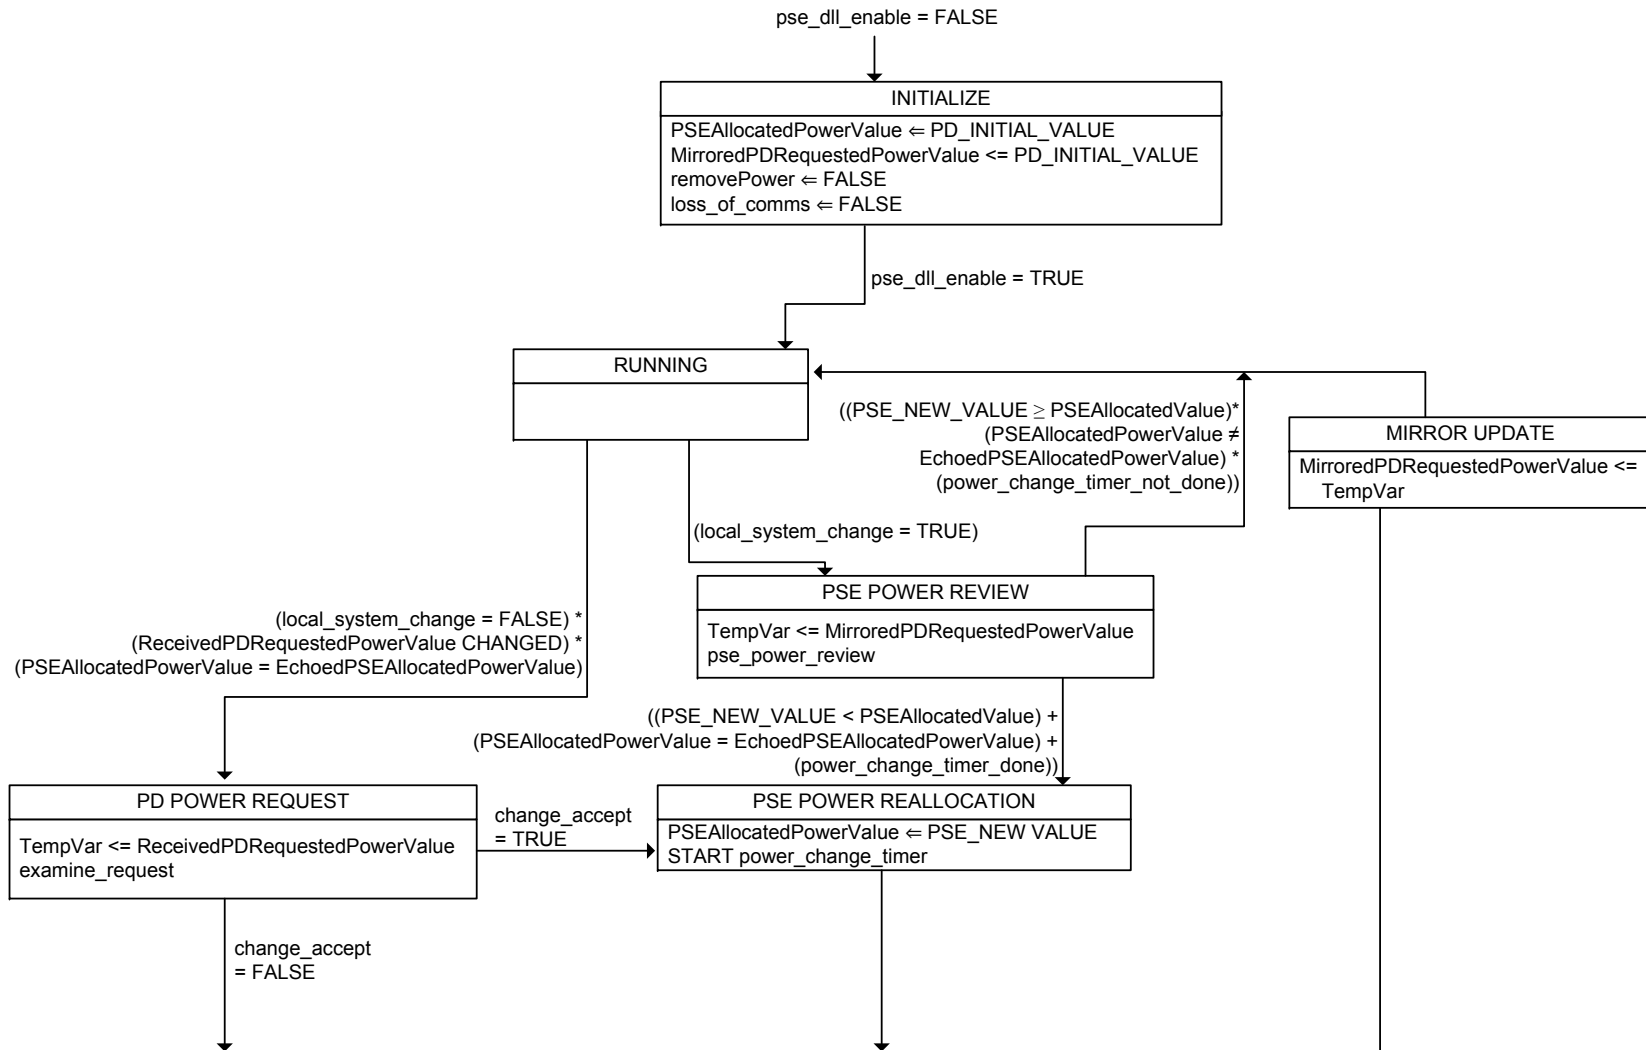 pse_dll_enable = FALSE
INITIALIZE
PSEAllocatedPowerValue ⇐ PD_INITIAL_VALUE
MirroredPDRequestedPowerValue <= PD_INITIAL_VALUE
removePower ⇐ FALSE
loss_of_comms ⇐ FALSE
pse_dll_enable = TRUE
RUNNING
((PSE_NEW_VALUE ≥ PSEAllocatedValue)*
(PSEAllocatedPowerValue ≠
EchoedPSEAllocatedPowerValue) *
(power_change_timer_not_done))
MIRROR UPDATE
MirroredPDRequestedPowerValue <=
TempVar
(local_system_change = TRUE)
PSE POWER REVIEW
TempVar <= MirroredPDRequestedPowerValue
pse_power_review
(local_system_change = FALSE) *
(ReceivedPDRequestedPowerValue CHANGED) *
(PSEAllocatedPowerValue = EchoedPSEAllocatedPowerValue)
((PSE_NEW_VALUE < PSEAllocatedValue) +
(PSEAllocatedPowerValue = EchoedPSEAllocatedPowerValue) +
(power_change_timer_done))
PD POWER REQUEST
TempVar <= ReceivedPDRequestedPowerValue
examine_request
change_accept
= TRUE
PSE POWER REALLOCATION
PSEAllocatedPowerValue ⇐ PSE_NEW VALUE
START power_change_timer
change_accept
= FALSE